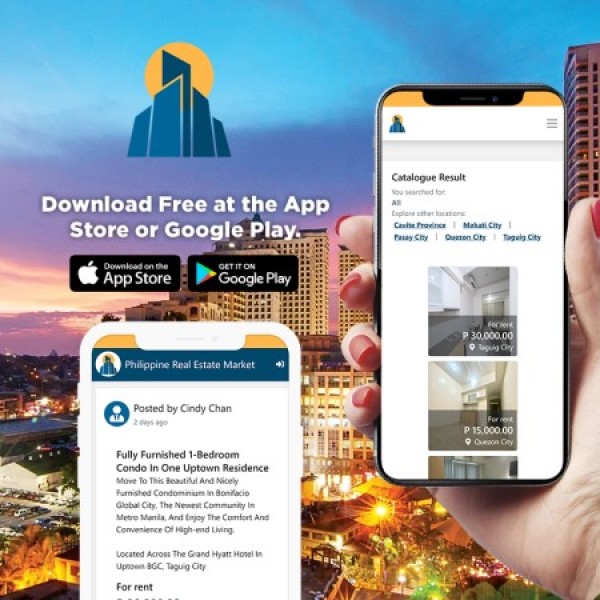 Download Free at the App
Store or Google Play.
Download on the
App Store
GET IT ON
Google Play
Philippine Real Estate Market
Posted by Cindy Chan
2 days ago
Fully Furnished 1-Bedroom
Condo In One Uptown Residence
Move To This Beautiful And Nicely
Furnished Condominium In Bonifacio
Global City, The Newest Community In
Metro Manila, And Enjoy The Comfort And
Convenience Of High-end Living.
Located Across The Grand Hyatt Hotel In
Uptown BGC, Taguig City
For rent
Catalogue Result
You searched for:
All
Explore other locations:
Cavite Province | Makati City |
Pasay City | Quezon City | Taguig City
For rent
P 30,000.00
Taguig City
For rent
P 15,000.00
Quezon City